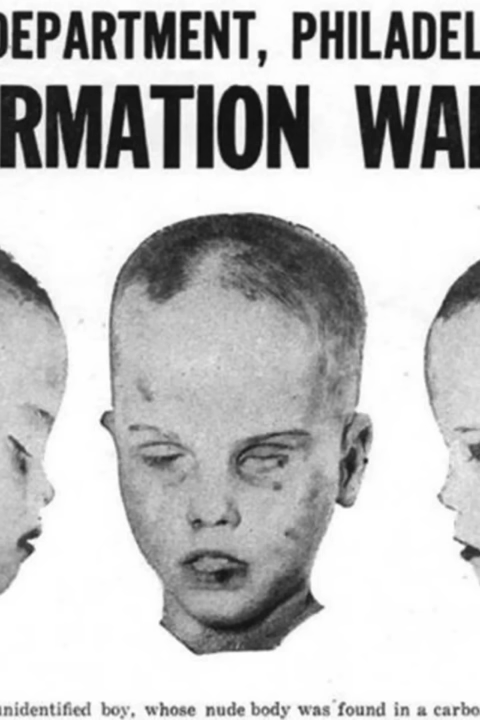 DEPARTMENT, PHILADEL
RMATION WA
unidentified boy, whose nude body was found in a carbo